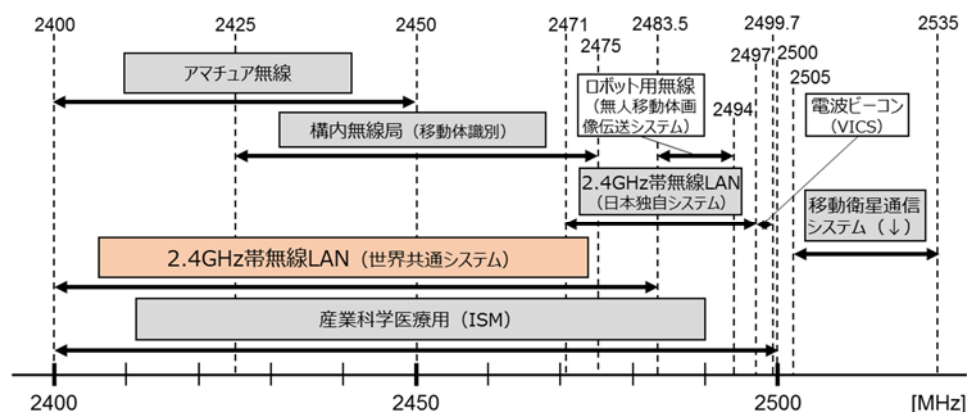 2400 2425 2450 2471 2483.5 2499.7 2535
2475 2497 2500
2505
アマチュア無線
ロボット用無線
(無人移動体画
像伝送システム)
2494
電波ビーコン
(VICS)
構内無線局(移動体識別)
2.4GHz帯無線LAN
(日本独自システム)
移動衛星通信
システム(↓)
2.4GHz帯無線LAN(世界共通システム)
産業科学医療用(ISM)
2400 2450 2500 [MHz]